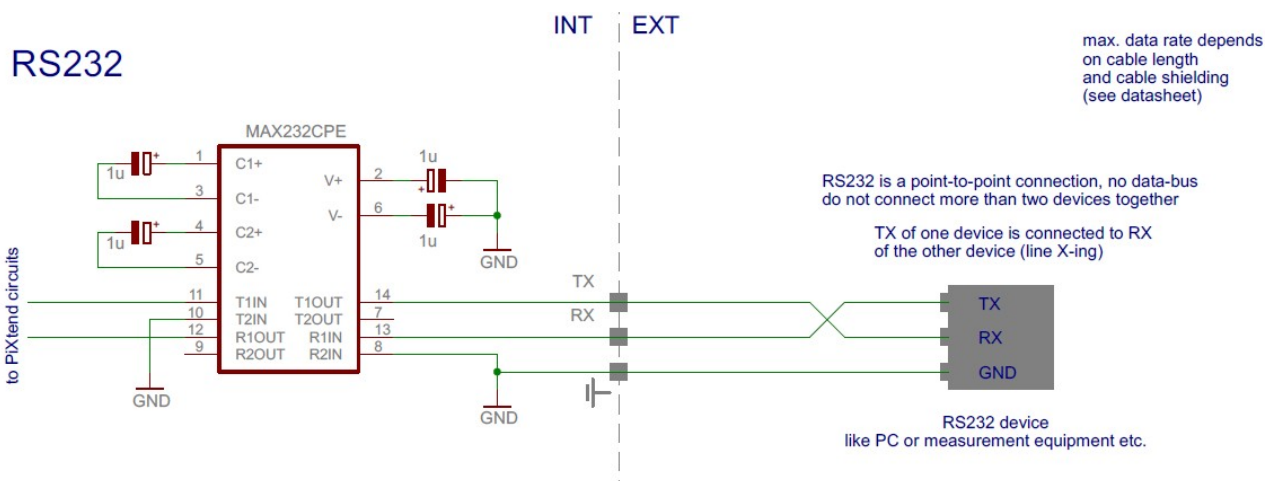 RS232
INT
EXT
max. data rate depends
on cable length
and cable shielding
(see datasheet)
MAX232CPE
1u
+
1
C1+
3
C1-
1u
+
4
C2+
5
C2-
V+
2
1u
+
V-
6
+
1u
GND
RS232 is a point-to-point connection, no data-bus
do not connect more than two devices together
TX of one device is connected to RX
of the other device (line X-ing)
to PiXtend circuits
11
T1IN
T1OUT
14
TX
10
T2IN
T2OUT
7
RX
12
R1OUT
R1IN
13
9
R2OUT
R2IN
8
GND
GND
TX
RX
GND
RS232 device
like PC or measurement equipment etc.